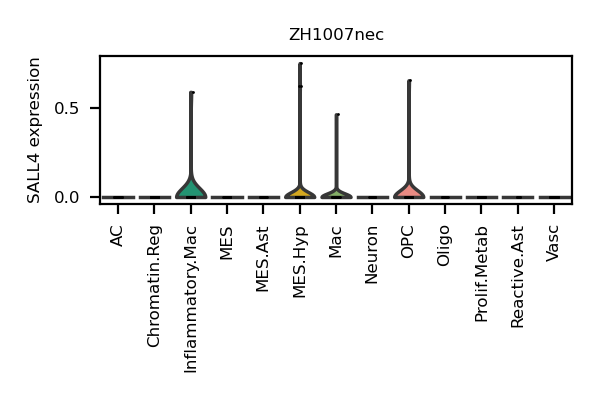 ZH1007nec
SALL4 expression
0.5
0.0
AC
Chromatin.Reg
Inflammatory.Mac
MES
MES.Ast
MES.Hyp
Mac
Neuron
OPC
Oligo
Prolif.Metab
Reactive.Ast
Vasc